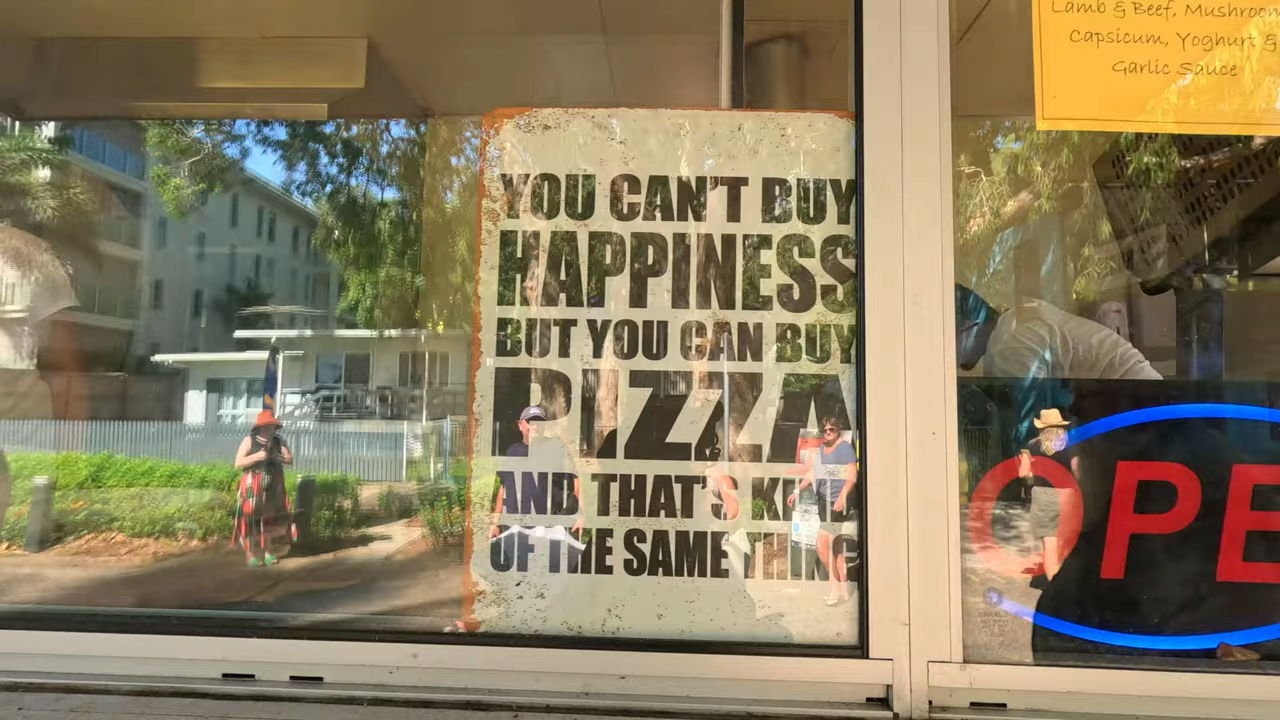 YOU CAN'T BUY
HAPPINESS
BUT YOU CAN BUY
PIZZA
AND THAT'S KIND
OF THE SAME THING
Lamb & Beef, Mushroom
Capsicum, Yoghurt &
Garlic Sauce
OPE